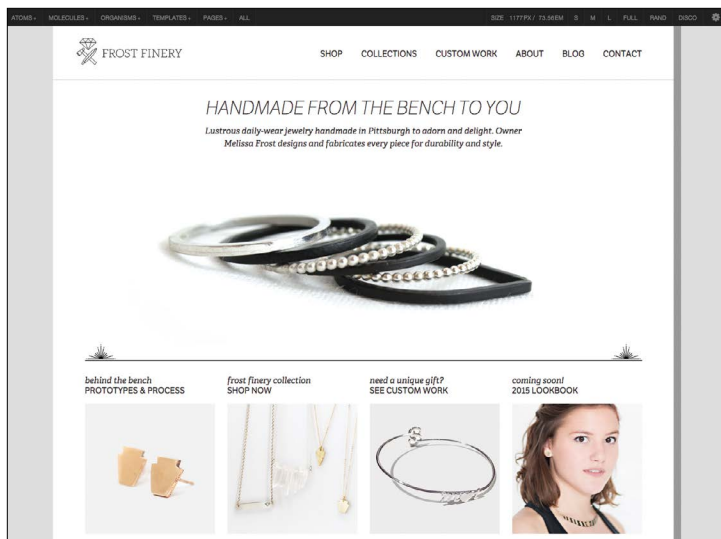 ATOMS MOLECULES ORGANISMS TEMPLATES PAGES ALL SIZE 1177PX / 73.56EM S M L FULL RAND DISCO
FROST FINERY SHOP COLLECTIONS CUSTOM WORK ABOUT BLOG CONTACT
HANDMADE FROM THE BENCH TO YOU
Lustrous daily-wear jewelry handmade in Pittsburgh to adorn and delight. Owner
Melissa Frost designs and fabricates every piece for durability and style.
behind the bench
PROTOTYPES & PROCESS
frost finery collection
SHOP NOW
need a unique gift?
SEE CUSTOM WORK
coming soon!
2015 LOOKBOOK